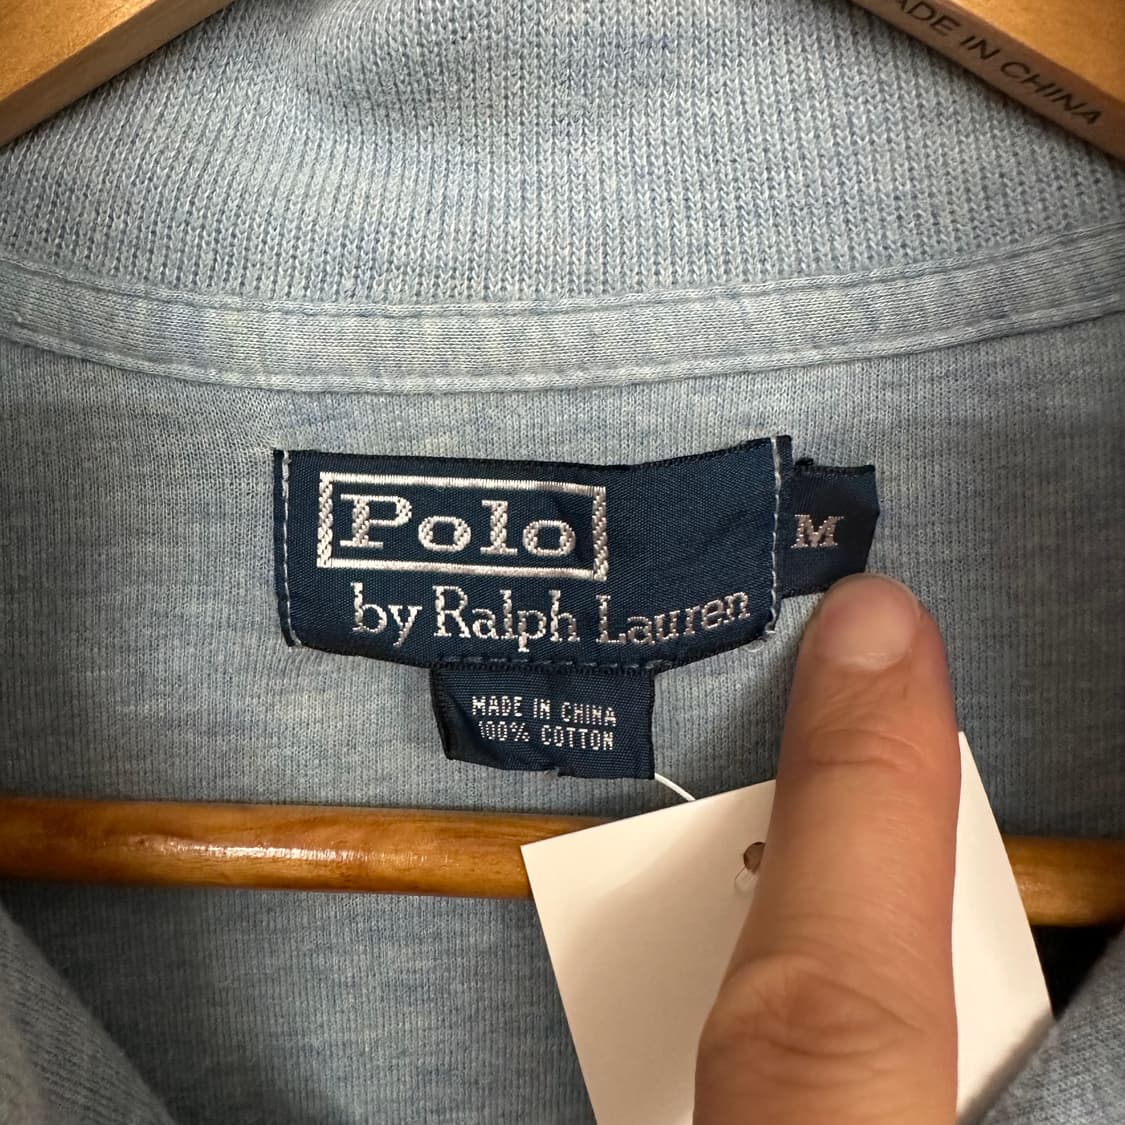 MADE IN CHINA
Polo
by Ralph Lauren
M
MADE IN CHINA
100% COTTON